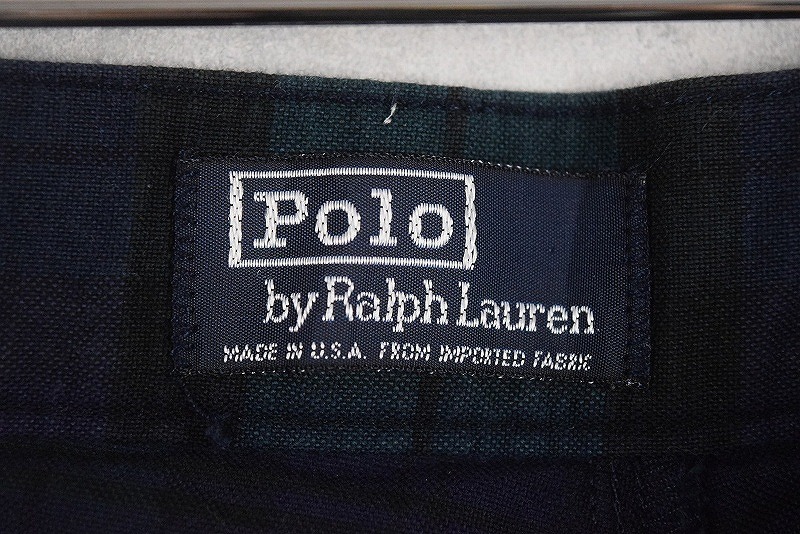 Polo
by Ralph Lauren
MADE IN U.S.A. FROM IMPORTED FABRIC